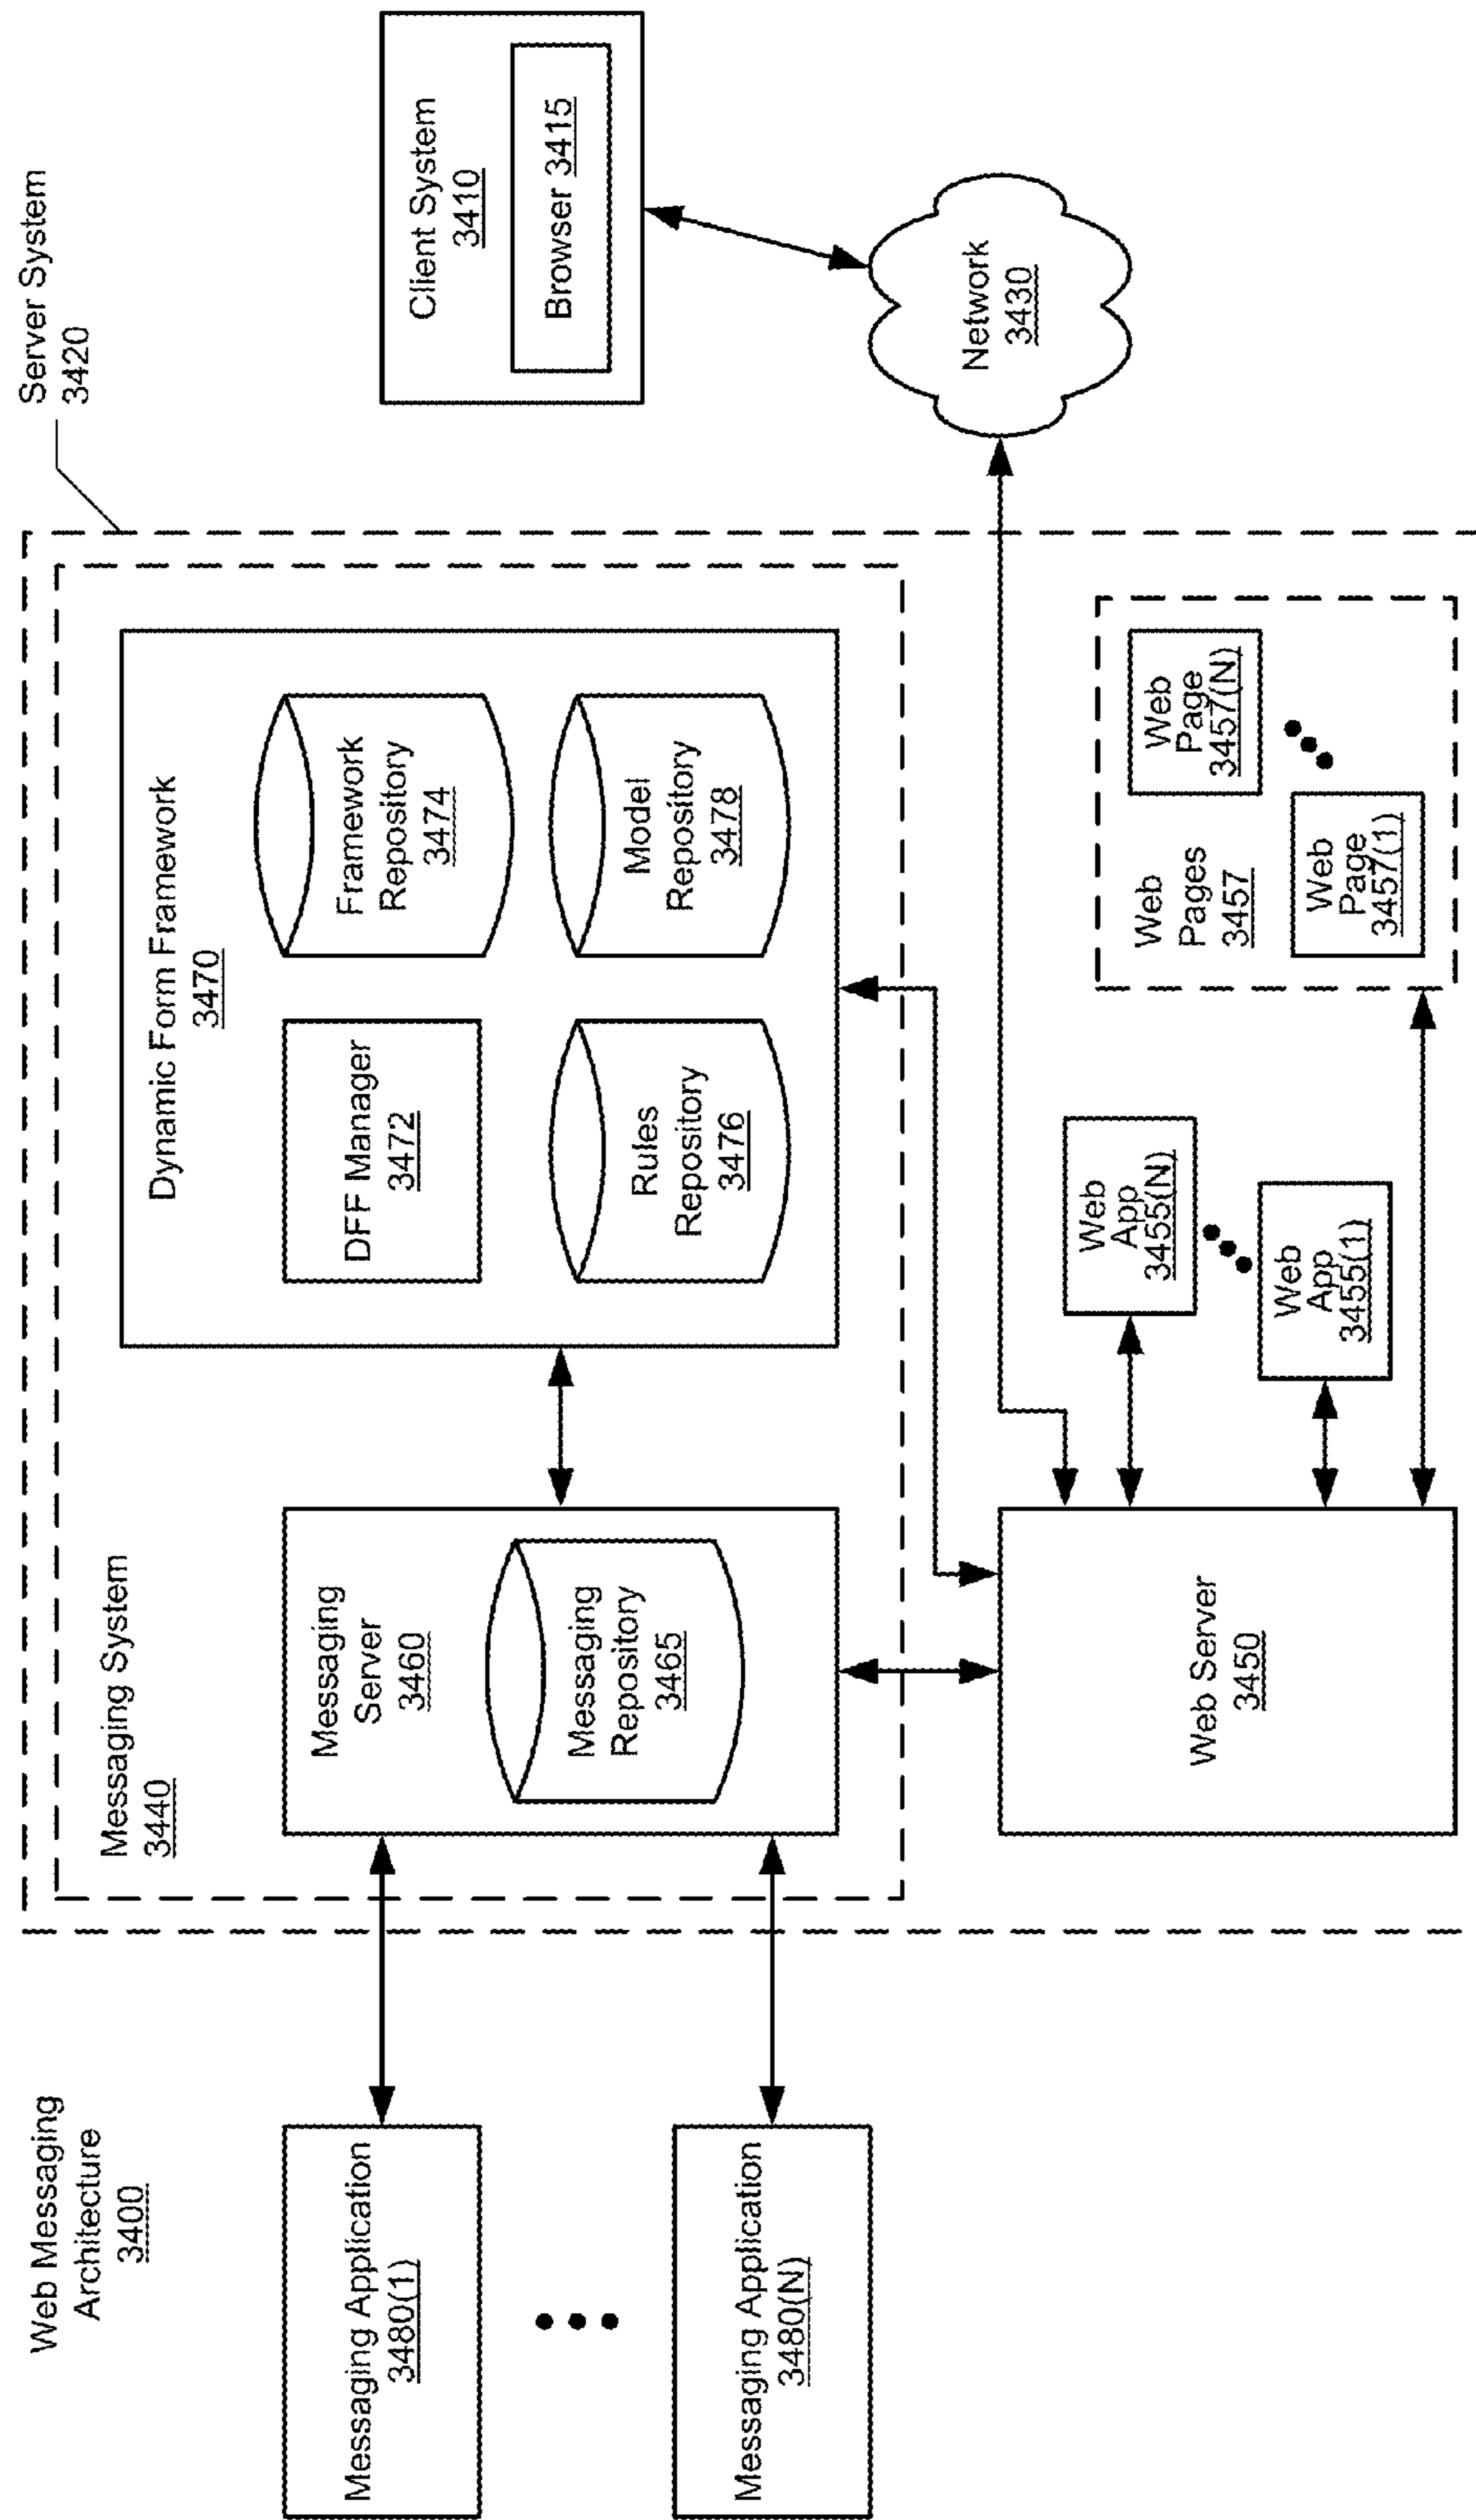 Web Messaging
Architecture
3400
Messaging Application
3480(1)
Messaging Application
3480(N)
Server System
3420
Messaging System
3440
Messaging
Server
3460
Messaging
Repository
3465
Dynamic Form Framework
3470
DFF Manager
3472
Framework
Repository
3474
Rules
Repository
3476
Model
Repository
3478
Web Server
3450
Web
App
3455(N)
Web
App
3455(1)
Web
Pages
3457
Web
Page
3457(N)
Web
Page
3457(1)
Client System
3410
Browser 3415
Network
3430